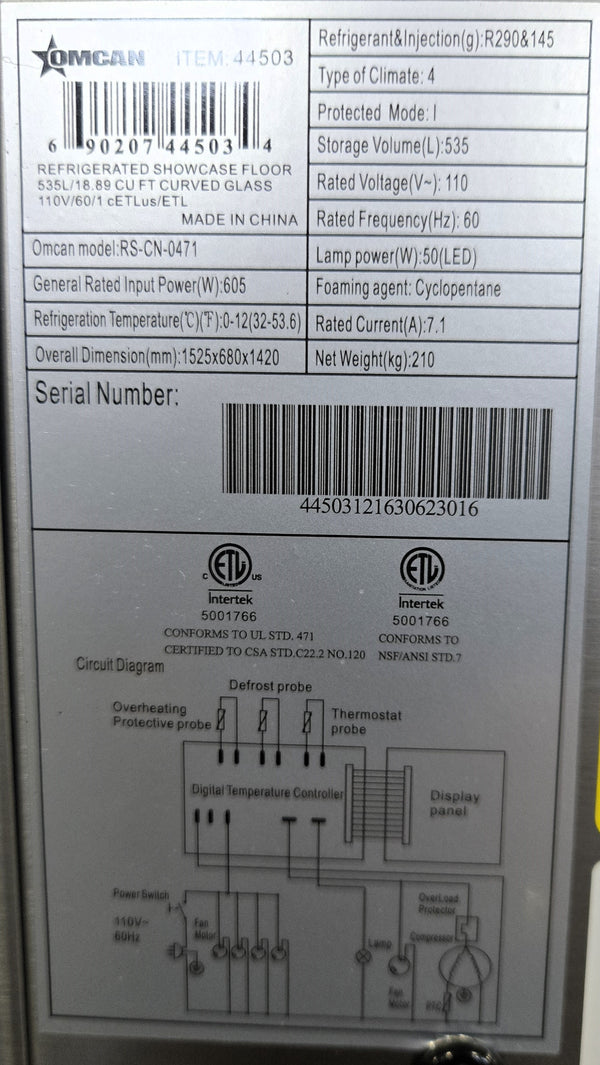 OMCAN ITEM: 44503
6 90207 44503 4
REFRIGERATED SHOWCASE FLOOR
535L/18.89 CU FT CURVED GLASS
110V/60/1 cETLus/ETL
MADE IN CHINA
Omcan model:RS-CN-0471
General Rated Input Power(W):605
Refrigeration Temperature(℃)(℉):0-12(32-53.6)
Overall Dimension(mm):1525x680x1420
Refrigerant&Injection(g):R290&145
Type of Climate: 4
Protected Mode: I
Storage Volume(L):535
Rated Voltage(V~): 110
Rated Frequency(Hz): 60
Lamp power(W):50(LED)
Foaming agent: Cyclopentane
Rated Current(A):7.1
Net Weight(kg):210
Serial Number:
44503121630623016
C ETL US
Intertek
5001766
CONFORMS TO UL STD. 471
CERTIFIED TO CSA STD.C22.2 NO.120
ETL
Intertek
5001766
CONFORMS TO
NSF/ANSI STD.7
Circuit Diagram
Defrost probe
Overheating
Protective probe
Thermostat
probe
Digital Temperature Controller
Display
panel
Power Switch
110V~
60Hz
Fan
Motor
Lamp
Fan
Motor
OverLoad
Protector
Compressor
PTC